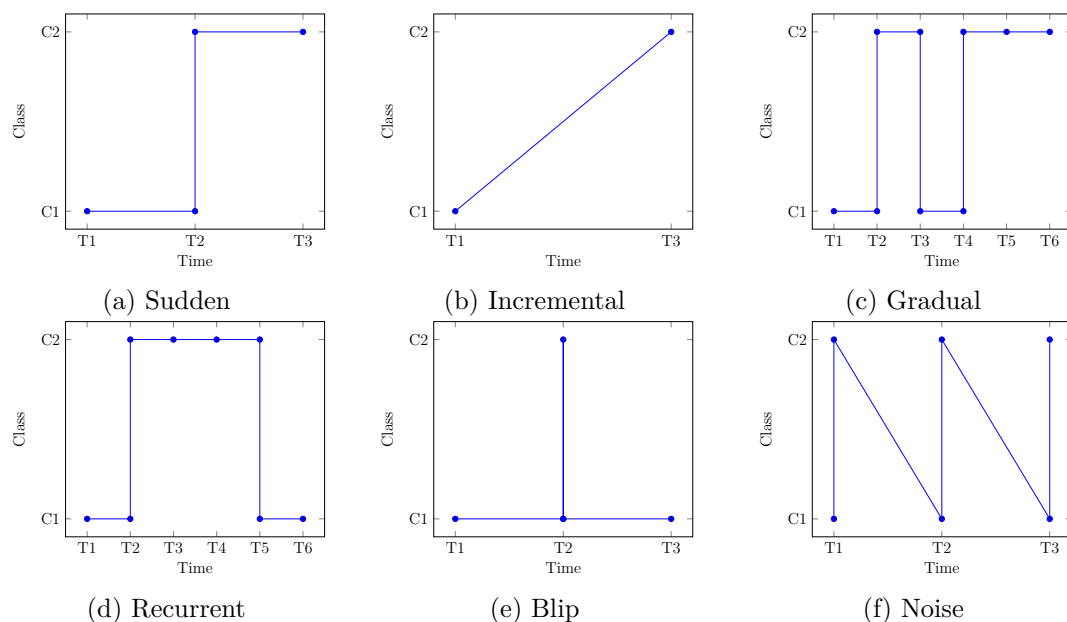 C2
Class
C1
T1 T2 T3
Time
(a) Sudden
C2
Class
C1
T1 T3
Time
(b) Incremental
C2
Class
C1
T1 T2 T3 T4 T5 T6
Time
(c) Gradual
C2
Class
C1
T1 T2 T3 T4 T5 T6
Time
(d) Recurrent
C2
Class
C1
T1 T2 T3
Time
(e) Blip
C2
Class
C1
T1 T2 T3
Time
(f) Noise